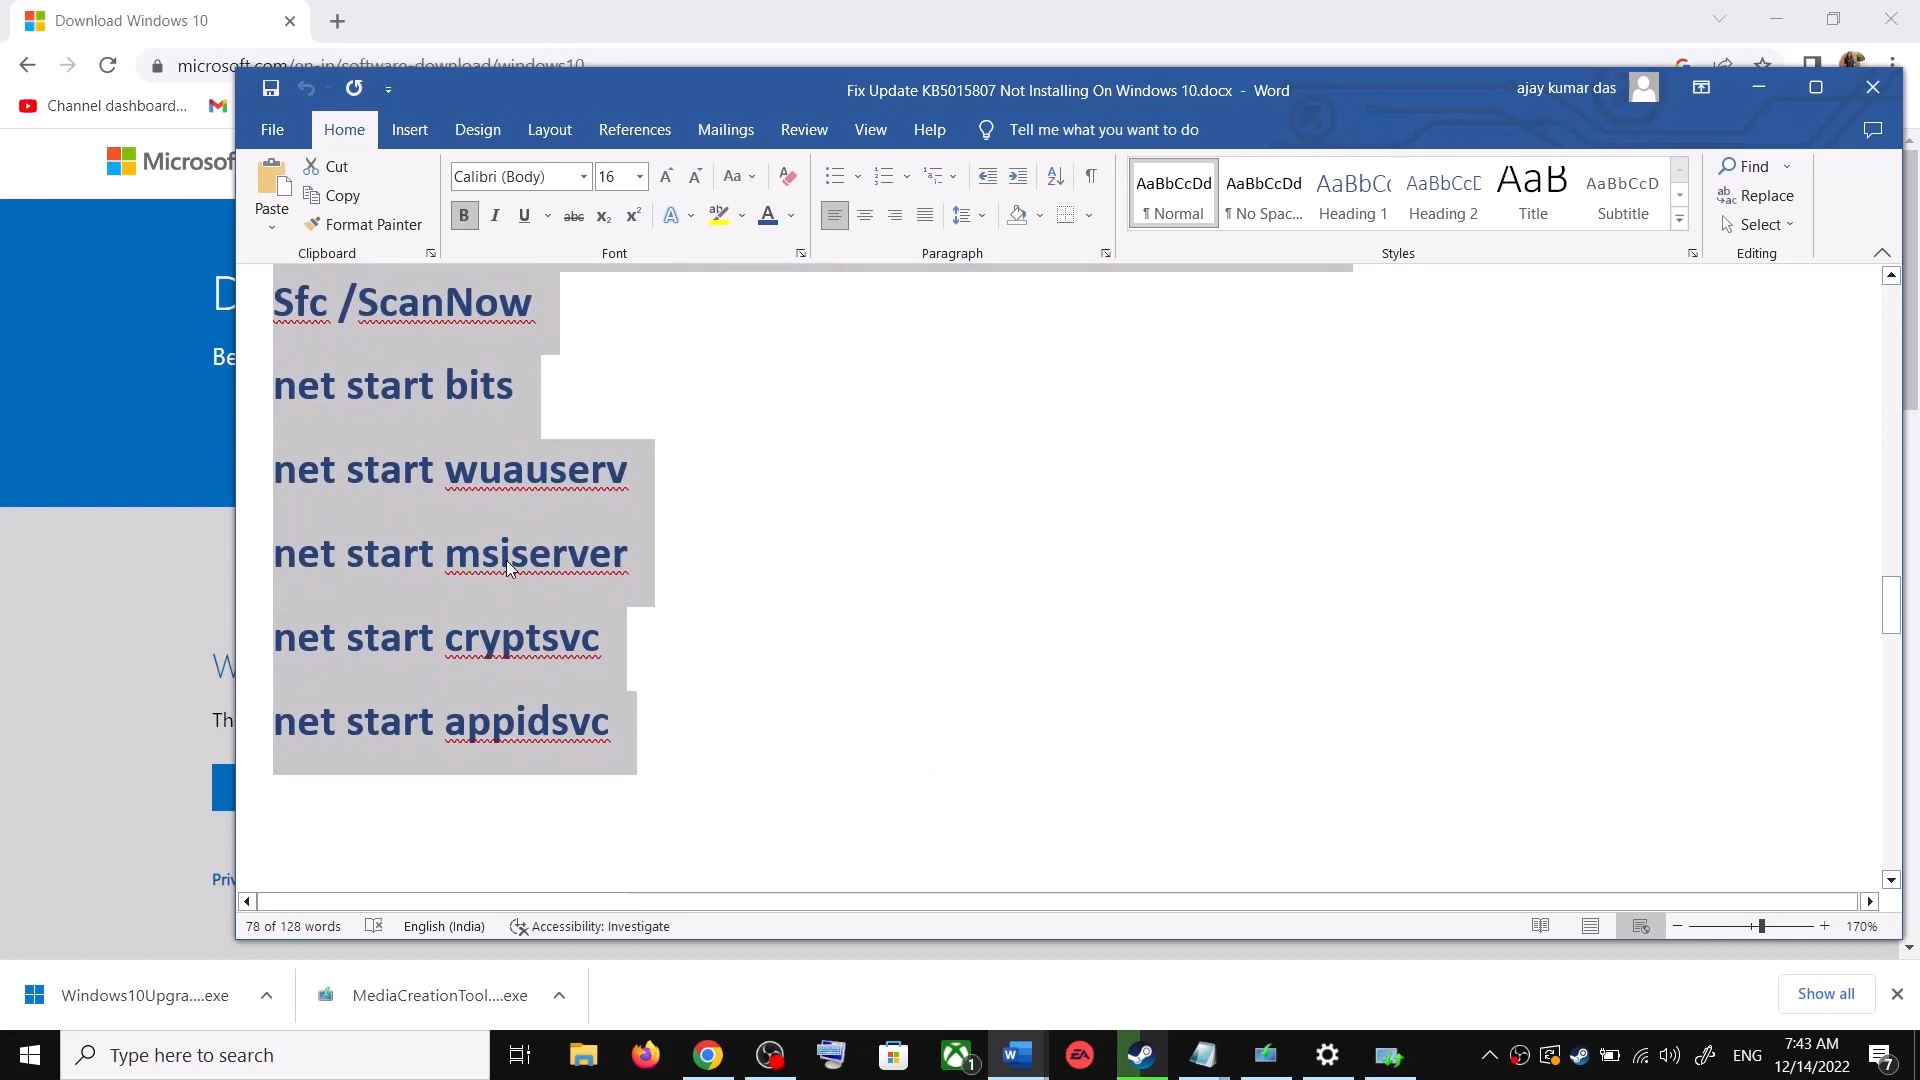 Download Windows 10
microsoft.com/en-in/software-download/windows10
Channel dashboard...
Fix Update KB5015807 Not Installing On Windows 10.docx - Word
ajay kumar das
File Home Insert Design Layout References Mailings Review View Help Tell me what you want to do
Paste
Cut
Copy
Format Painter
Clipboard
Calibri (Body) 16
Font
Paragraph
AaBbCcDd AaBbCcDd AaBbCc AaBbCcD AaB AaBbCcD
¶ Normal ¶ No Spac... Heading 1 Heading 2 Title Subtitle
Styles
Find
Replace
Select
Editing
Microsof
D
Be
W
Th
Priv
Sfc /ScanNow
net start bits
net start wuauserv
net start msiserver
net start cryptsvc
net start appidsvc
78 of 128 words English (India) Accessibility: Investigate 170%
Windows10Upgra....exe
MediaCreationTool....exe
Show all
Type here to search
1
ENG
7:43 AM
12/14/2022
7